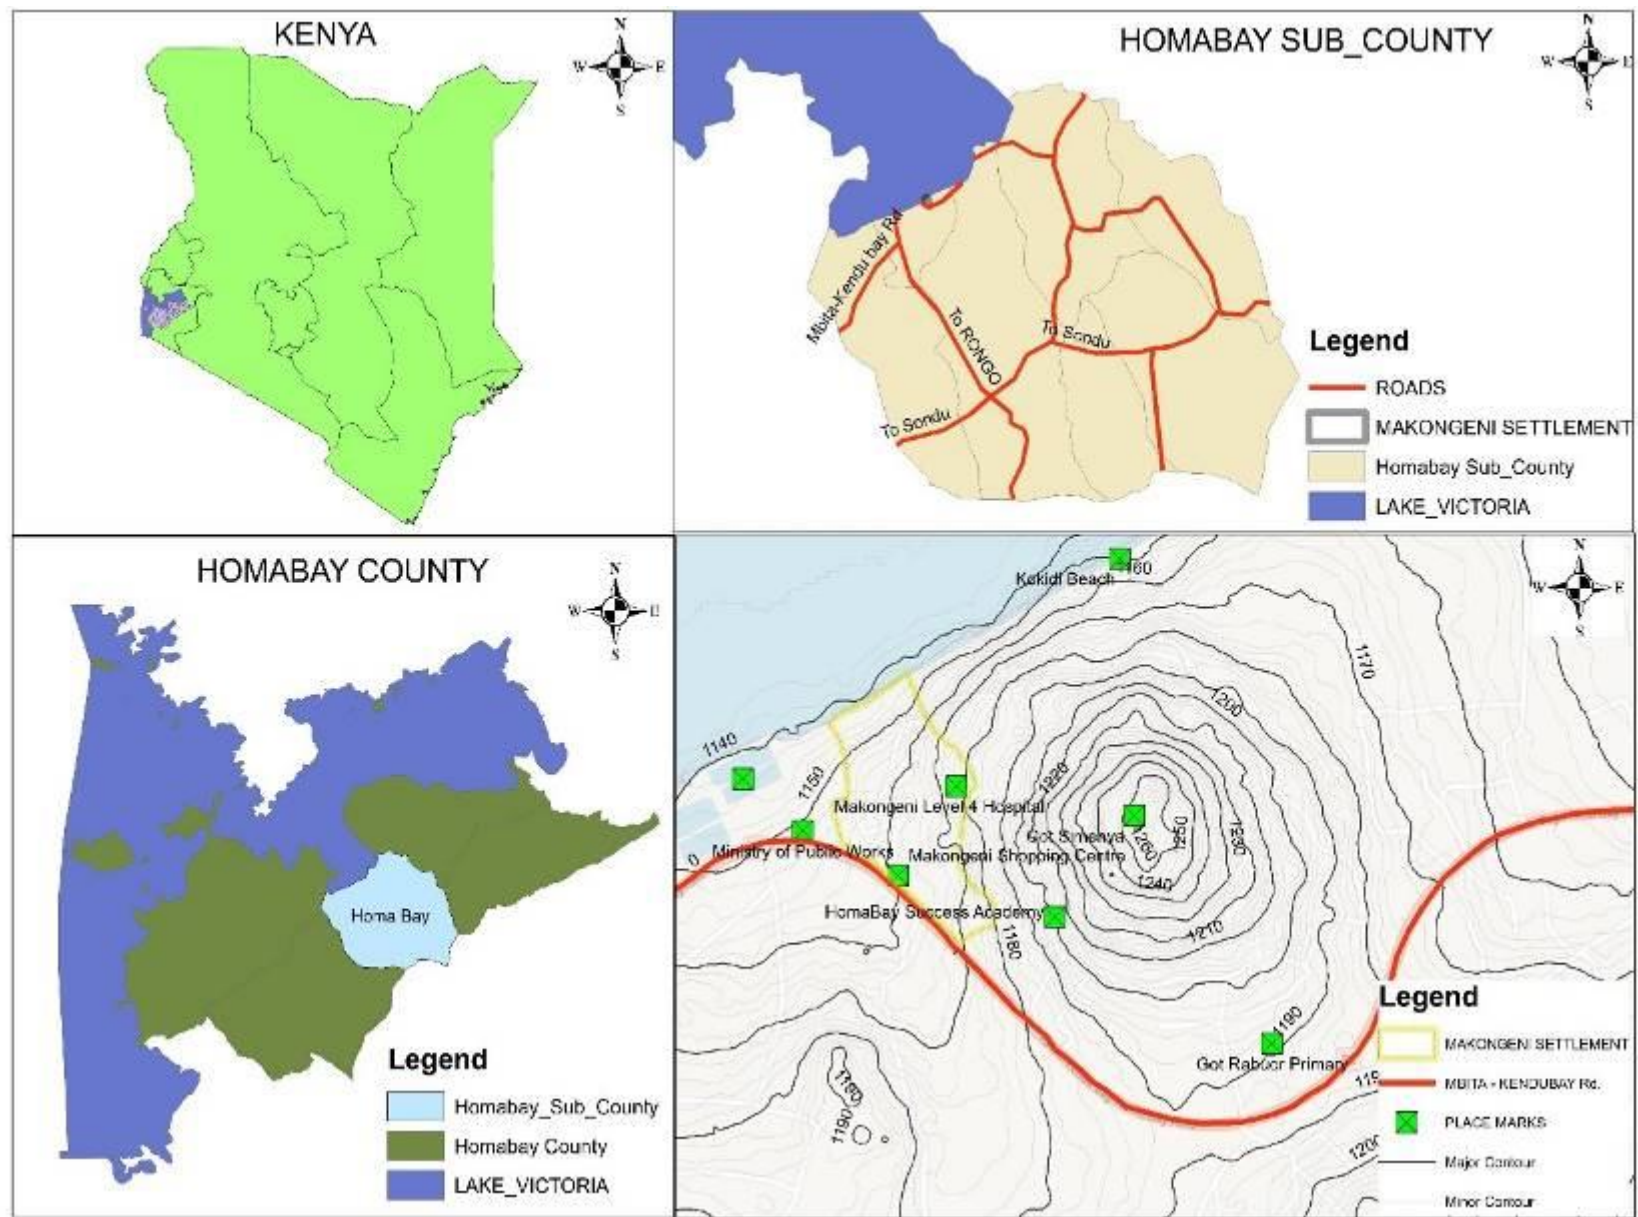 KENYA
N
W E
S
HOMABAY SUB_COUNTY
N
W E
S
Mbita-Kendu bay Rd
To RONGO
To Sondu
To Sondu
Legend
ROADS
MAKONGENI SETTLEMENT
Homabay Sub_County
LAKE_VICTORIA
HOMABAY COUNTY
N
W E
S
Homa Bay
Legend
Homabay_Sub_County
Homabay County
LAKE_VICTORIA
N
E
S
Kokidi Beach
1160
1170
1200
1140
1150
1220
Makongeni Level 4 Hospital
Got Simenya
1260
1250
1230
Ministry of Public Works
Makongeni Shopping Centre
0
1240
HomaBay Success Academy
1210
1180
1190
Got Rabuor Primary
1190
1190
119
1200
Legend
MAKONGENI SETTLEMENT
MBITA - KENDUBAY Rd.
PLACE MARKS
Major Contour
Minor Contour